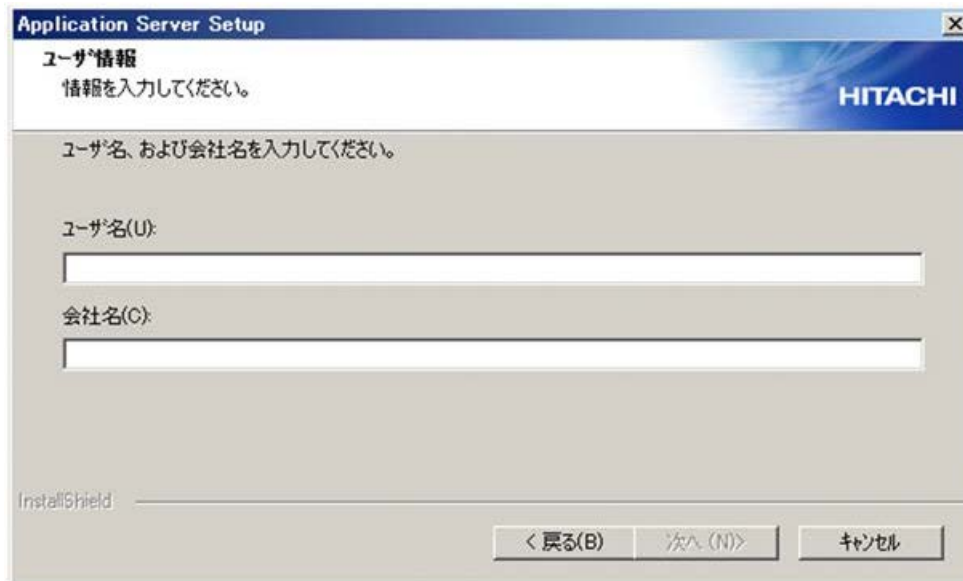 Application Server Setup
ﾕｰｻﾞ情報
情報を入力してください。
HITACHI
ﾕｰｻﾞ名、および会社名を入力してください。
ﾕｰｻﾞ名(U):
会社名(C):
InstallShield
< 戻る(B)
次へ (N)>
ｷｬﾝｾﾙ